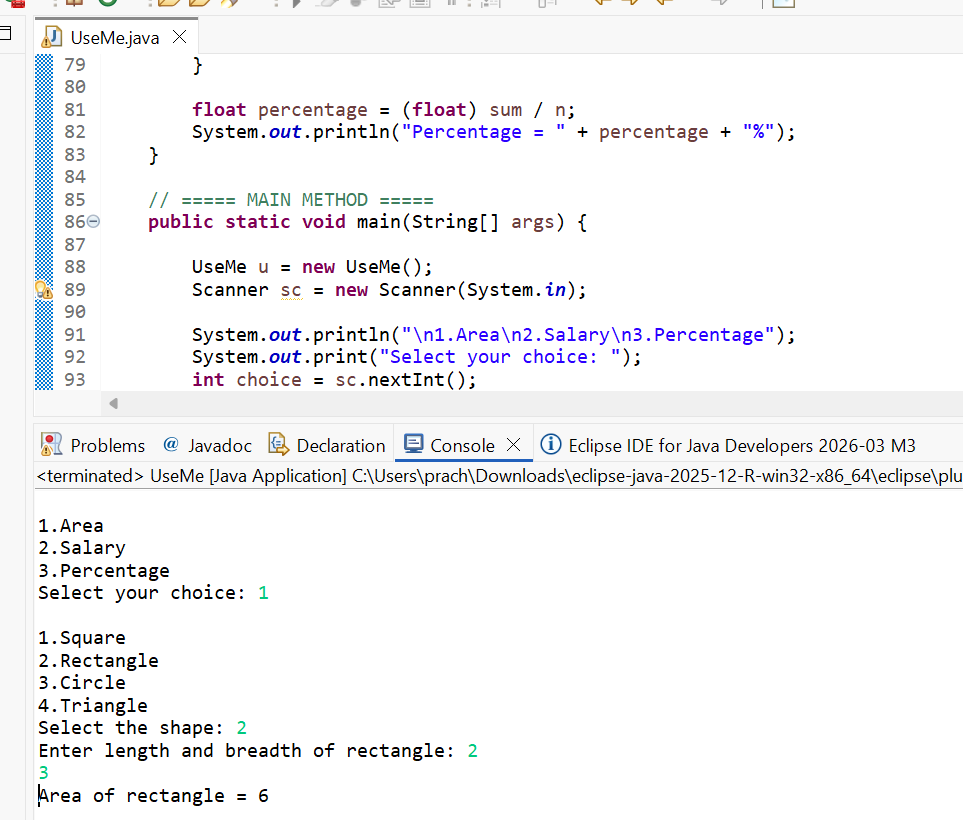 UseMe.java
79 }
80
81 float percentage = (float) sum / n;
82 System.out.println("Percentage = " + percentage + "%");
83 }
84
85 // ===== MAIN METHOD =====
86 public static void main(String[] args) {
87
88 UseMe u = new UseMe();
89 Scanner sc = new Scanner(System.in);
90
91 System.out.println("\n1.Area\n2.Salary\n3.Percentage");
92 System.out.print("Select your choice: ");
93 int choice = sc.nextInt();
Problems @ Javadoc Declaration Console Eclipse IDE for Java Developers 2026-03 M3
<terminated> UseMe [Java Application] C:\Users\prach\Downloads\eclipse-java-2025-12-R-win32-x86_64\eclipse\plu
1.Area
2.Salary
3.Percentage
Select your choice: 1
1.Square
2.Rectangle
3.Circle
4.Triangle
Select the shape: 2
Enter length and breadth of rectangle: 2
3
Area of rectangle = 6